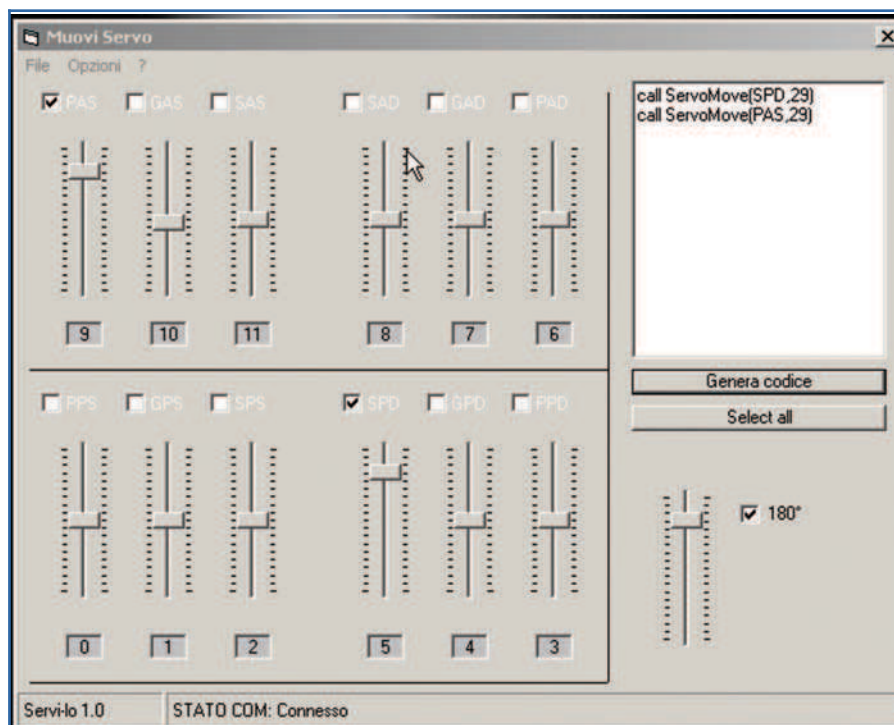 Muovi Servo
File Opzioni ?
PAS GAS SAS SAD GAD PAD
9 10 11 8 7 6
PPS GPS SPS SPD GPD PPD
0 1 2 5 4 3
call ServoMove(SPD,29)
call ServoMove(PAS,29)
Genera codice
Select all
180°
Servi-lo 1.0 STATO COM: Connesso